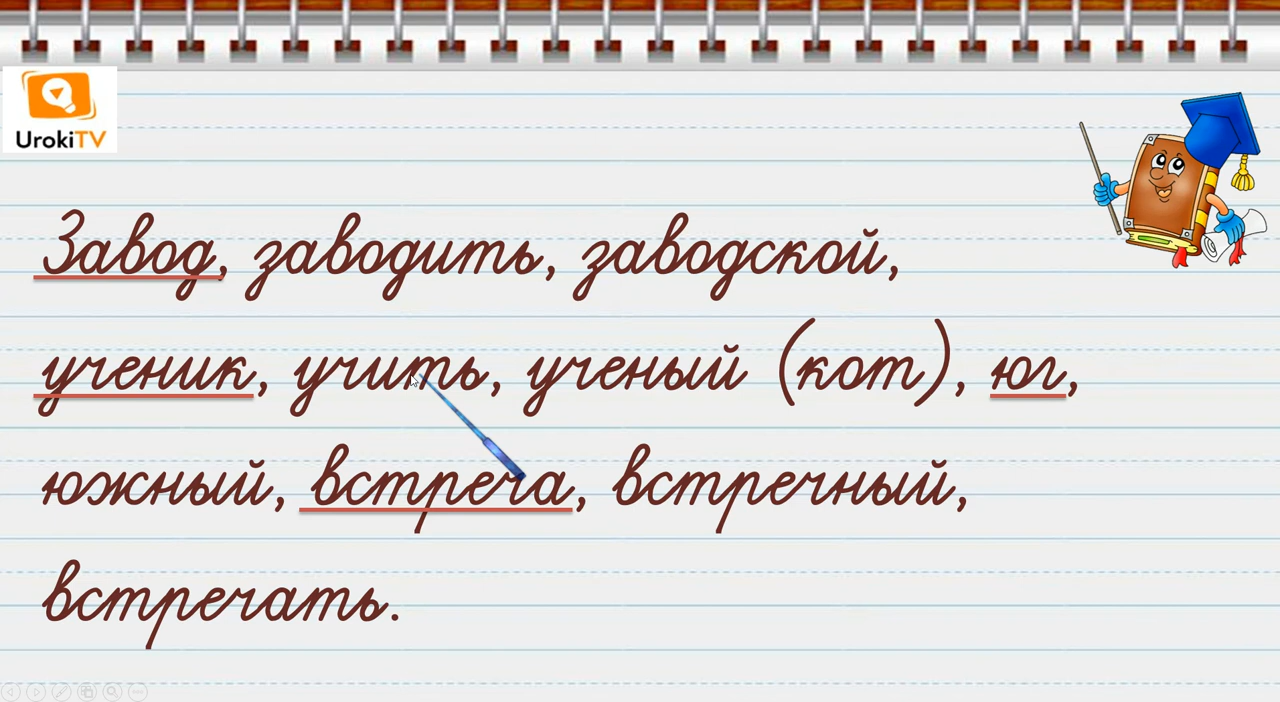 UrokiTV
Завод, заводить, заводской,
ученик, учить, ученый (кот), юг,
южный, встреча, встречный,
встречать.